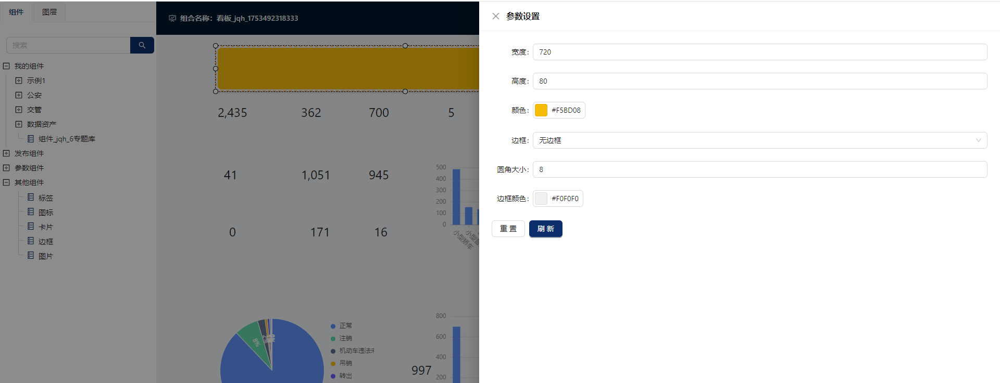 组件
图层
搜索
我的组件
示例1
公安
交管
数据资产
组件_jqh_6专题库
发布组件
参数组件
其他组件
标签
图标
卡片
边框
图片
组合名称：看板_jqh_1753492318333
2,435
362
700
5
41
1,051
945
0
171
16
500
400
300
200
100
0
小型轿车
8%
正常
注销
机动车违法未
吊销
转出
997
800
600
400
200
参数设置
宽度：
720
高度：
80
颜色：
#F5BD08
边框：
无边框
圆角大小：
8
边框颜色：
#F0F0F0
重 置
刷 新